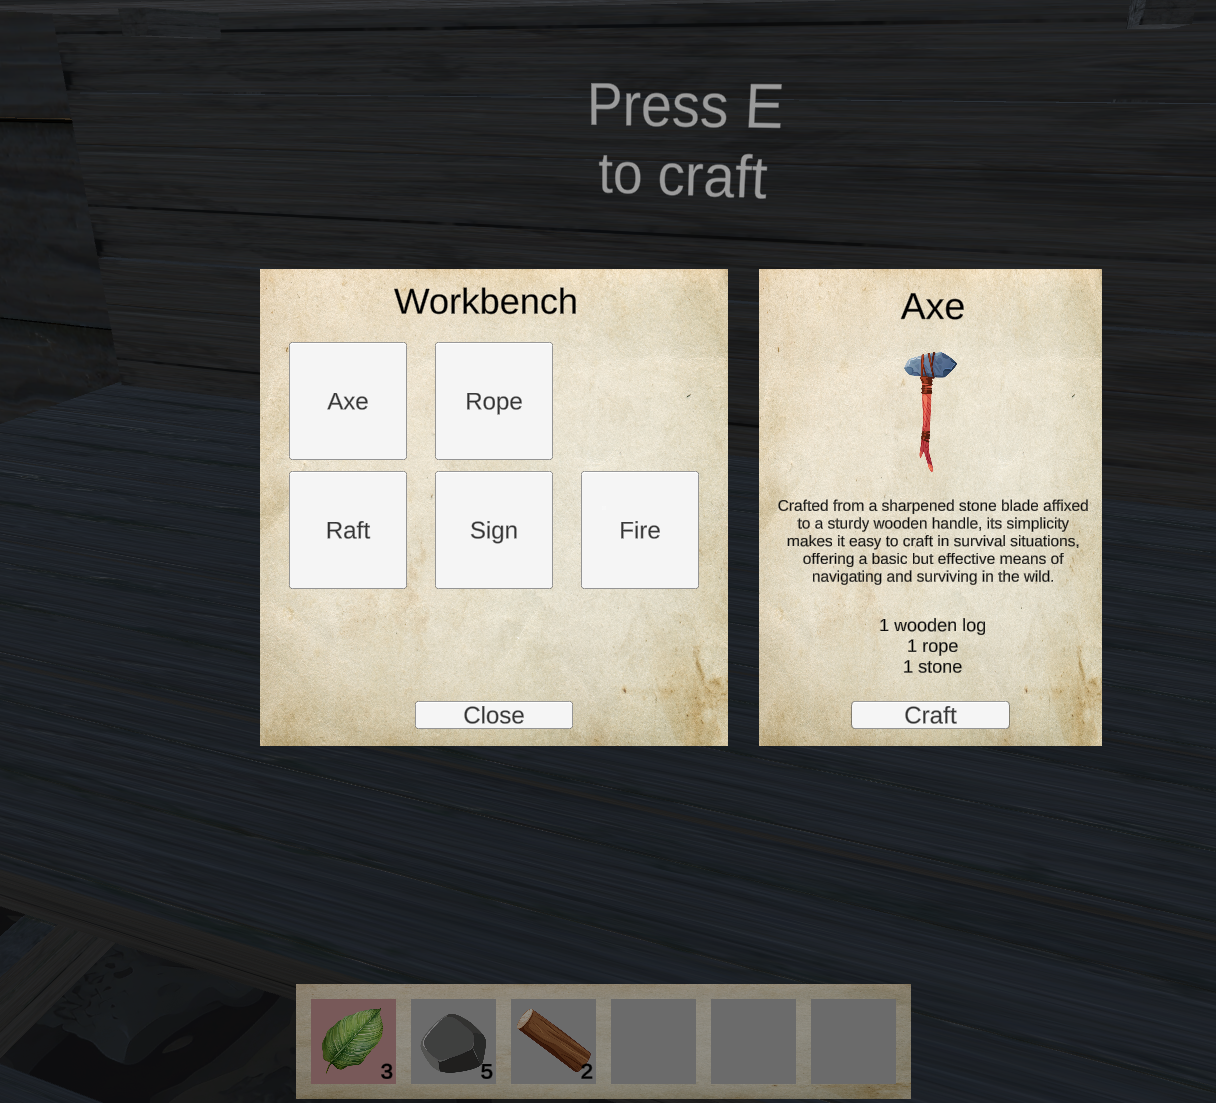 Press E
to craft
Workbench
Axe
Rope
Raft
Sign
Fire
Close
Axe
Crafted from a sharpened stone blade affixed
to a sturdy wooden handle, its simplicity
makes it easy to craft in survival situations,
offering a basic but effective means of
navigating and surviving in the wild.
1 wooden log
1 rope
1 stone
Craft
3
5
2